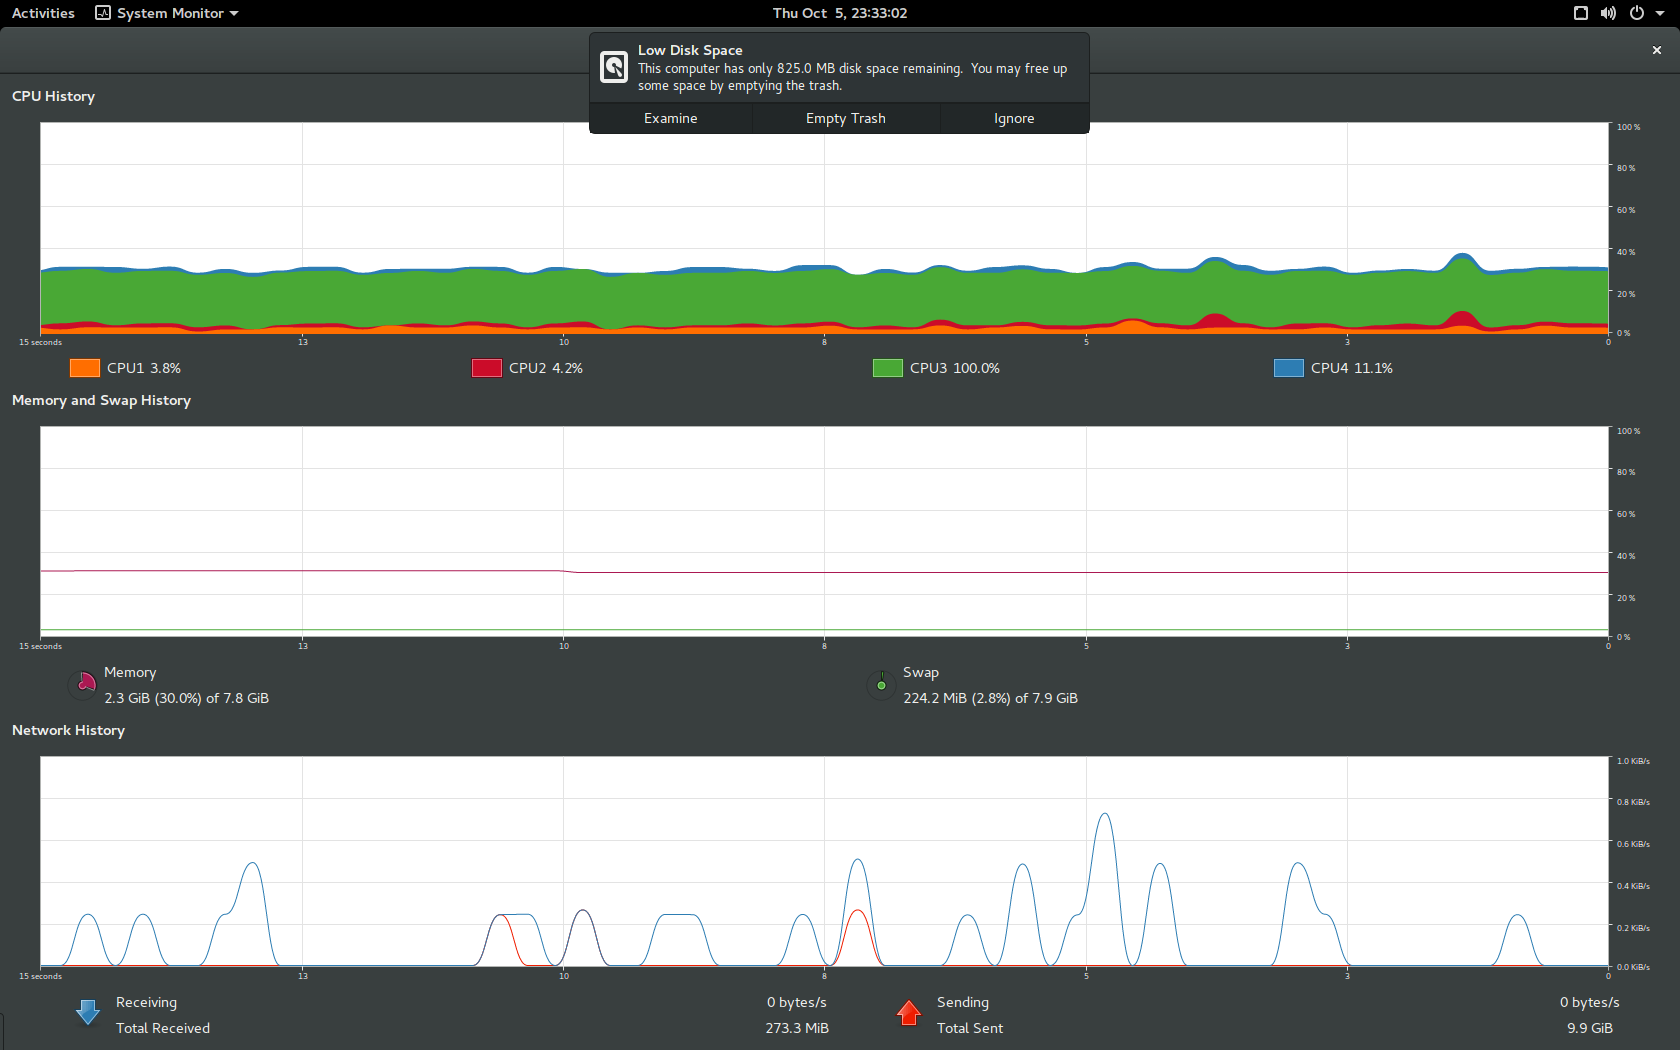 Activities
System Monitor
Thu Oct  5, 23:33:02
Low Disk Space
This computer has only 825.0 MB disk space remaining.  You may free up
some space by emptying the trash.
Examine
Empty Trash
Ignore
CPU History
100 %
80 %
60 %
40 %
20 %
0 %
15 seconds
13
10
8
5
3
0
CPU1 3.8%
CPU2 4.2%
CPU3 100.0%
CPU4 11.1%
Memory and Swap History
100 %
80 %
60 %
40 %
20 %
0 %
15 seconds
13
10
8
5
3
0
Memory
2.3 GiB (30.0%) of 7.8 GiB
Swap
224.2 MiB (2.8%) of 7.9 GiB
Network History
1.0 KiB/s
0.8 KiB/s
0.6 KiB/s
0.4 KiB/s
0.2 KiB/s
0.0 KiB/s
15 seconds
13
10
8
5
3
0
Receiving
0 bytes/s
Total Received
273.3 MiB
Sending
0 bytes/s
Total Sent
9.9 GiB